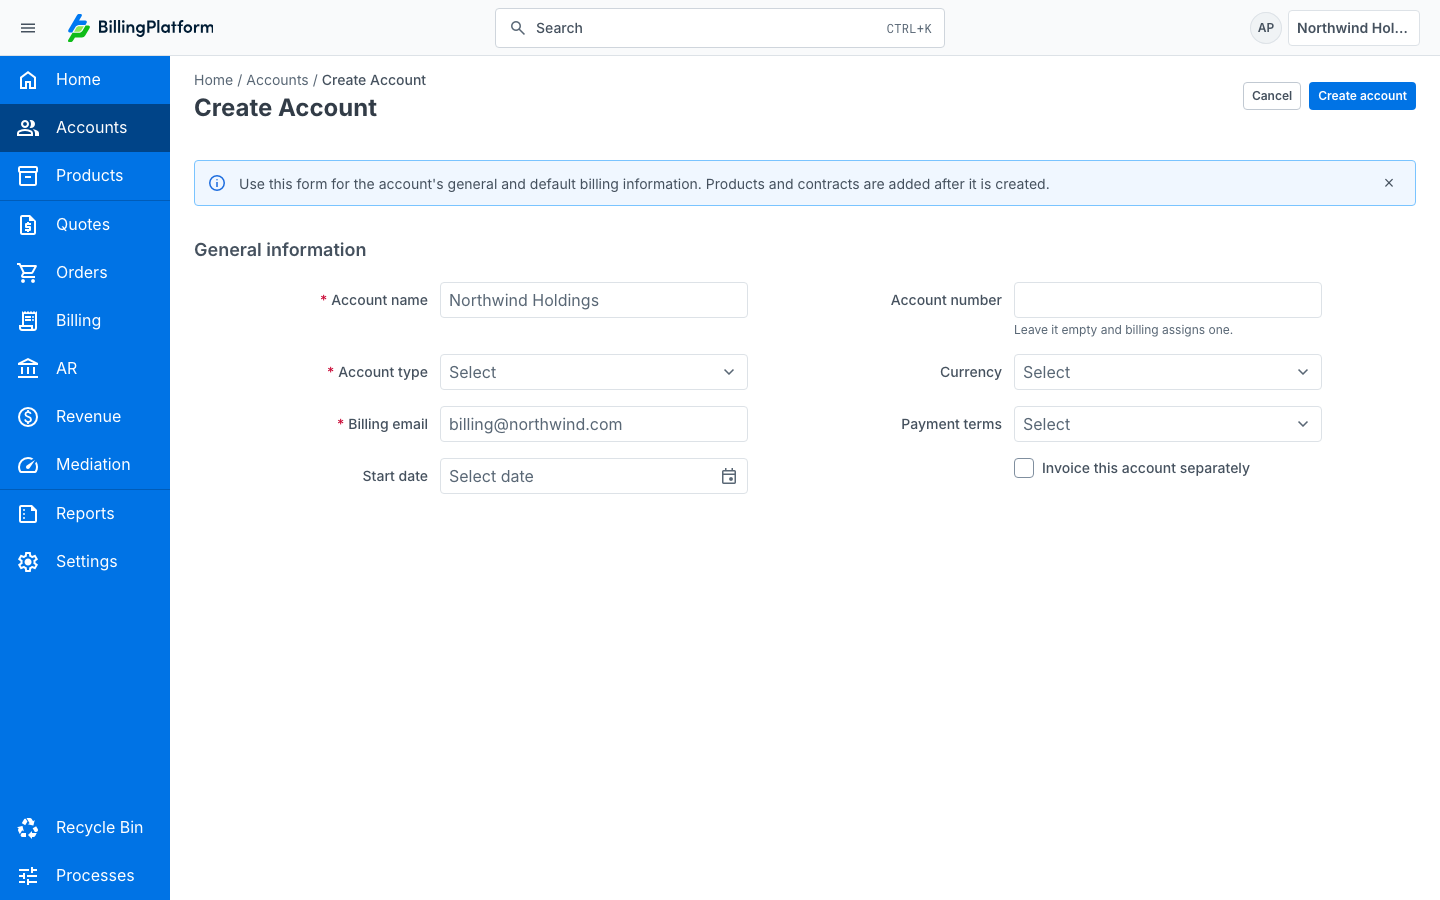 BillingPlatform
Search
CTRL+K
AP
Northwind Hol...
Home
Accounts
Products
Quotes
Orders
Billing
AR
Revenue
Mediation
Reports
Settings
Recycle Bin
Processes
Home / Accounts / Create Account
Create Account
Cancel
Create account
Use this form for the account's general and default billing information. Products and contracts are added after it is created.
General information
* Account name
Northwind Holdings
Account number
Leave it empty and billing assigns one.
* Account type
Select
Currency
Select
* Billing email
billing@northwind.com
Payment terms
Select
Start date
Select date
Invoice this account separately